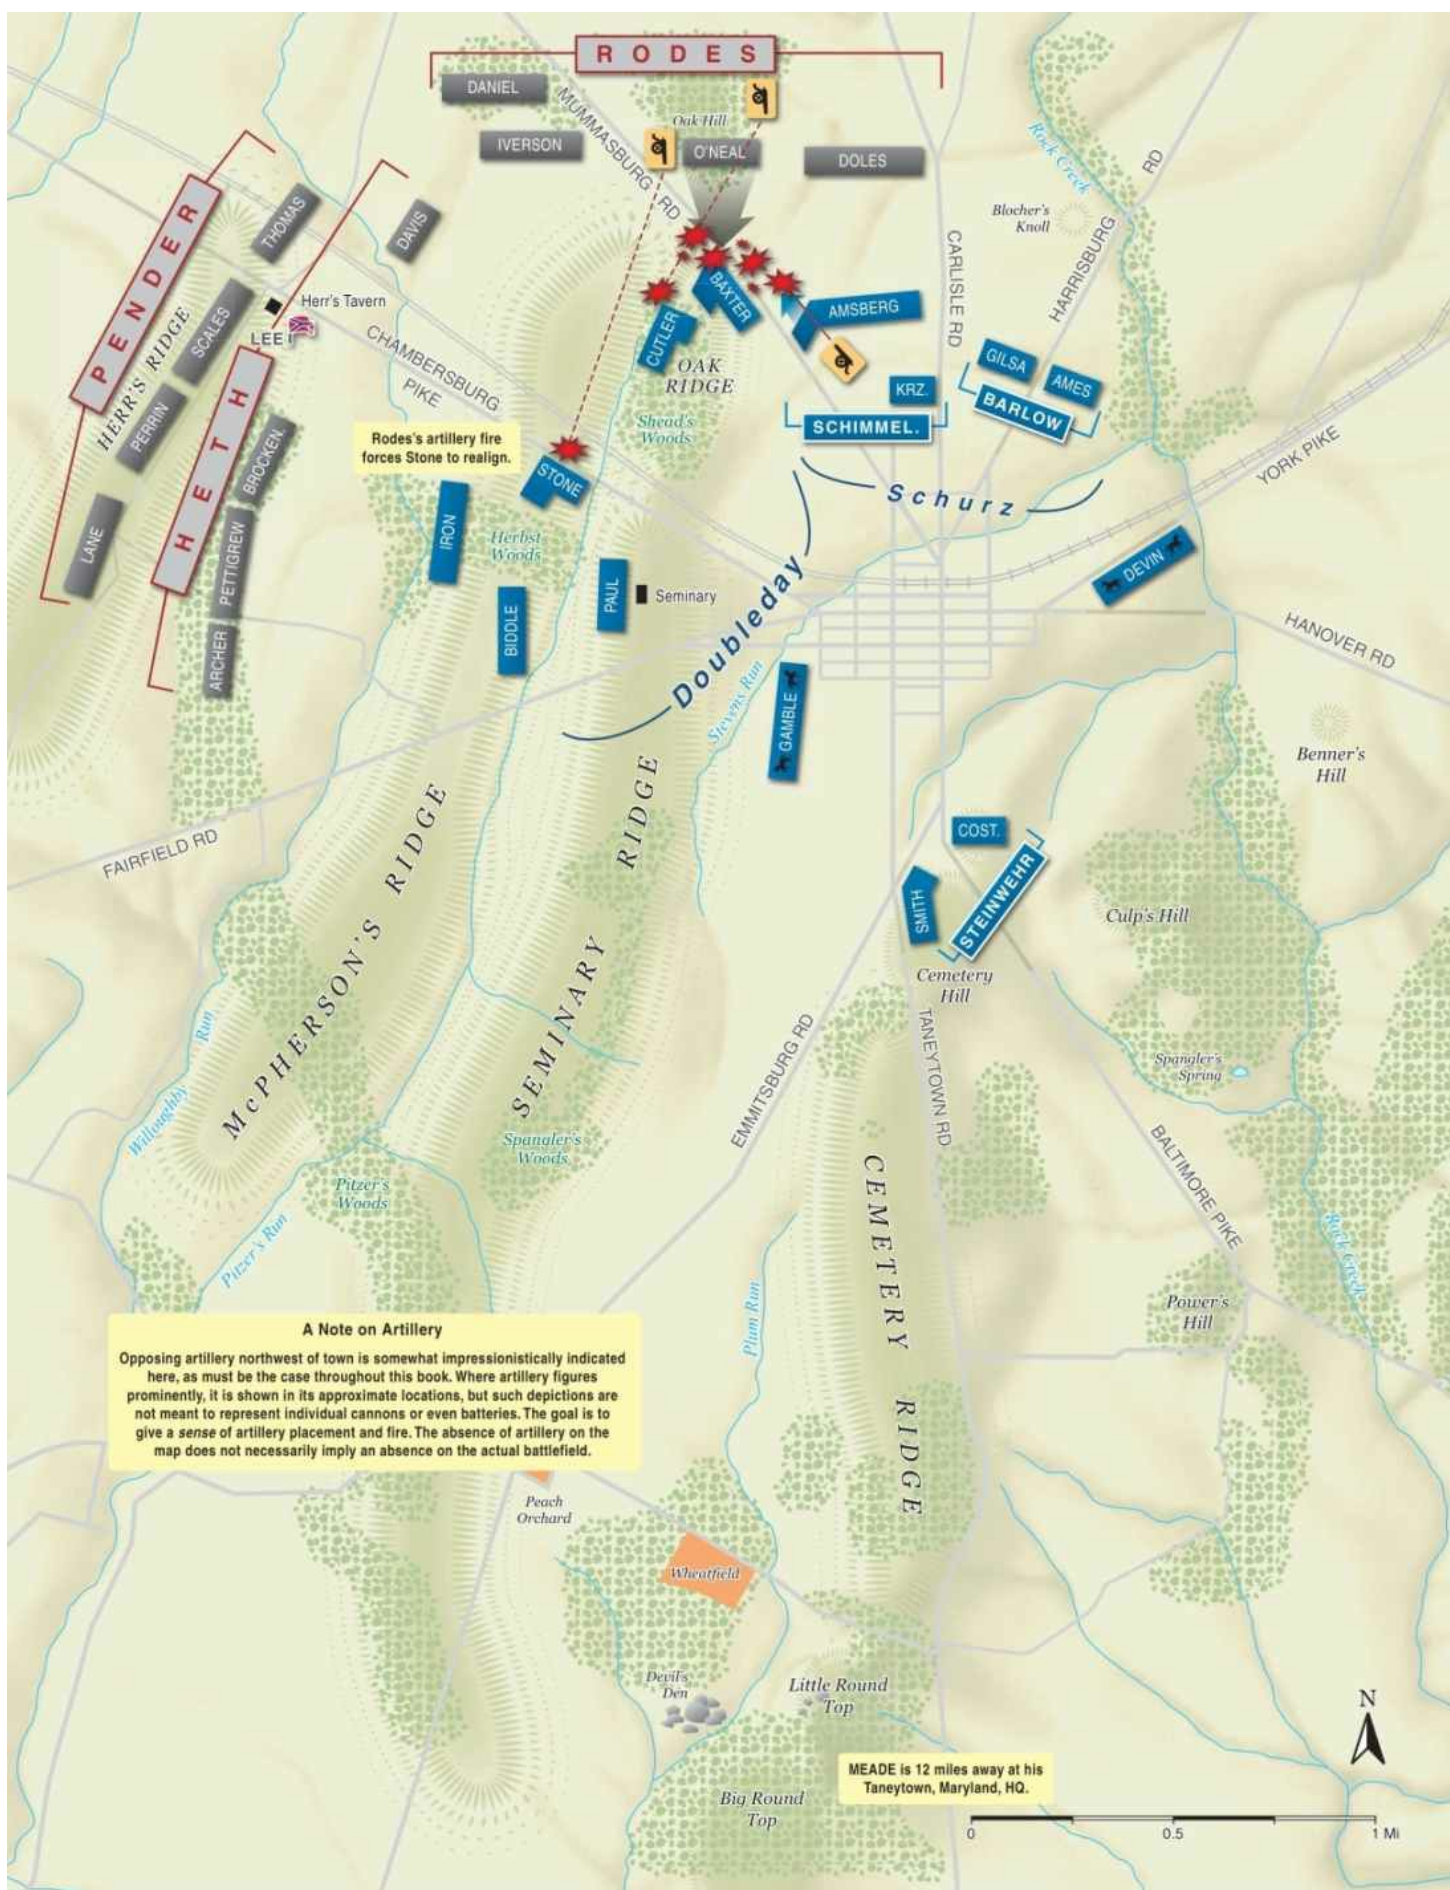 RODES
DANIEL
MUMMASBURG RD
Oak Hill
IVERSON
O'NEAL
DOLES
Rock Creek
RD
HARRISBURG
Blocher's
Knoll
CARLISLE RD
PENDER
THOMAS
DAVIS
Herr's Tavern
LEE
SCALES
HERR'S RIDGE
PERRIN
LANE
HETH
BROCKEN.
PETTIGREW
ARCHER
CHAMBERSBURG
PIKE
BAXTER
AMSBERG
CUTLER
OAK
RIDGE
Shead's
Woods
GILSA
AMES
BARLOW
KRZ.
SCHIMMEL.
Rodes's artillery fire
forces Stone to realign.
STONE
IRON
Herbst
Woods
BIDDLE
PAUL
Seminary
Schurz
Doubleday
YORK PIKE
DEVIN
HANOVER RD
Stevens Run
GAMBLE
Benner's
Hill
FAIRFIELD RD
McPHERSON'S RIDGE
SEMINARY RIDGE
COST.
SMITH
STEINWEHR
Culp's Hill
Cemetery
Hill
Willoughby Run
EMMITSBURG RD
TANEYTOWN RD
Spangler's
Spring
BALTIMORE PIKE
Spangler's
Woods
Pitzer's
Woods
Pitzer's Run
CEMETERY RIDGE
Plum Run
Rock Creek
Power's
Hill
A Note on Artillery
Opposing artillery northwest of town is somewhat impressionistically indicated
here, as must be the case throughout this book. Where artillery figures
prominently, it is shown in its approximate locations, but such depictions are
not meant to represent individual cannons or even batteries. The goal is to
give a sense of artillery placement and fire. The absence of artillery on the
map does not necessarily imply an absence on the actual battlefield.
Peach
Orchard
Wheatfield
Devil's
Den
Little Round
Top
Big Round
Top
MEADE is 12 miles away at his
Taneytown, Maryland, HQ.
N
0 0.5 1 Mi